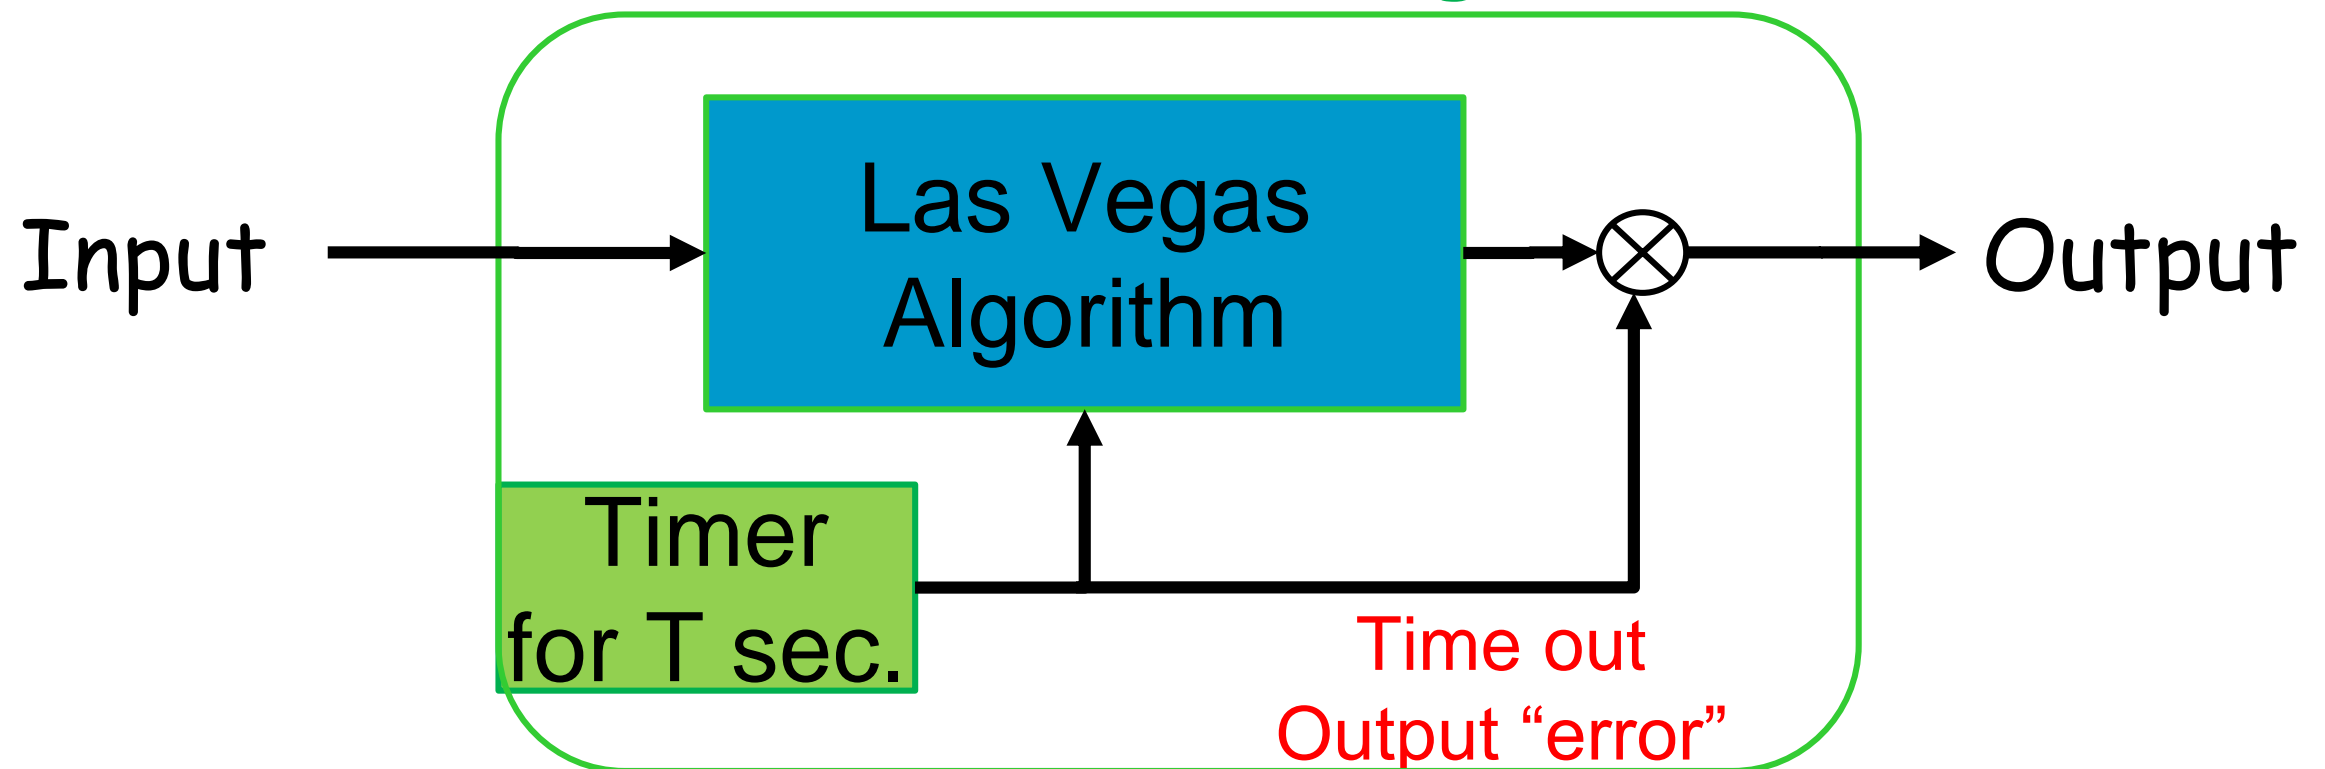 Las Vegas
Algorithm
Input
Output
Timer
for T sec.
Time out
Output “error”